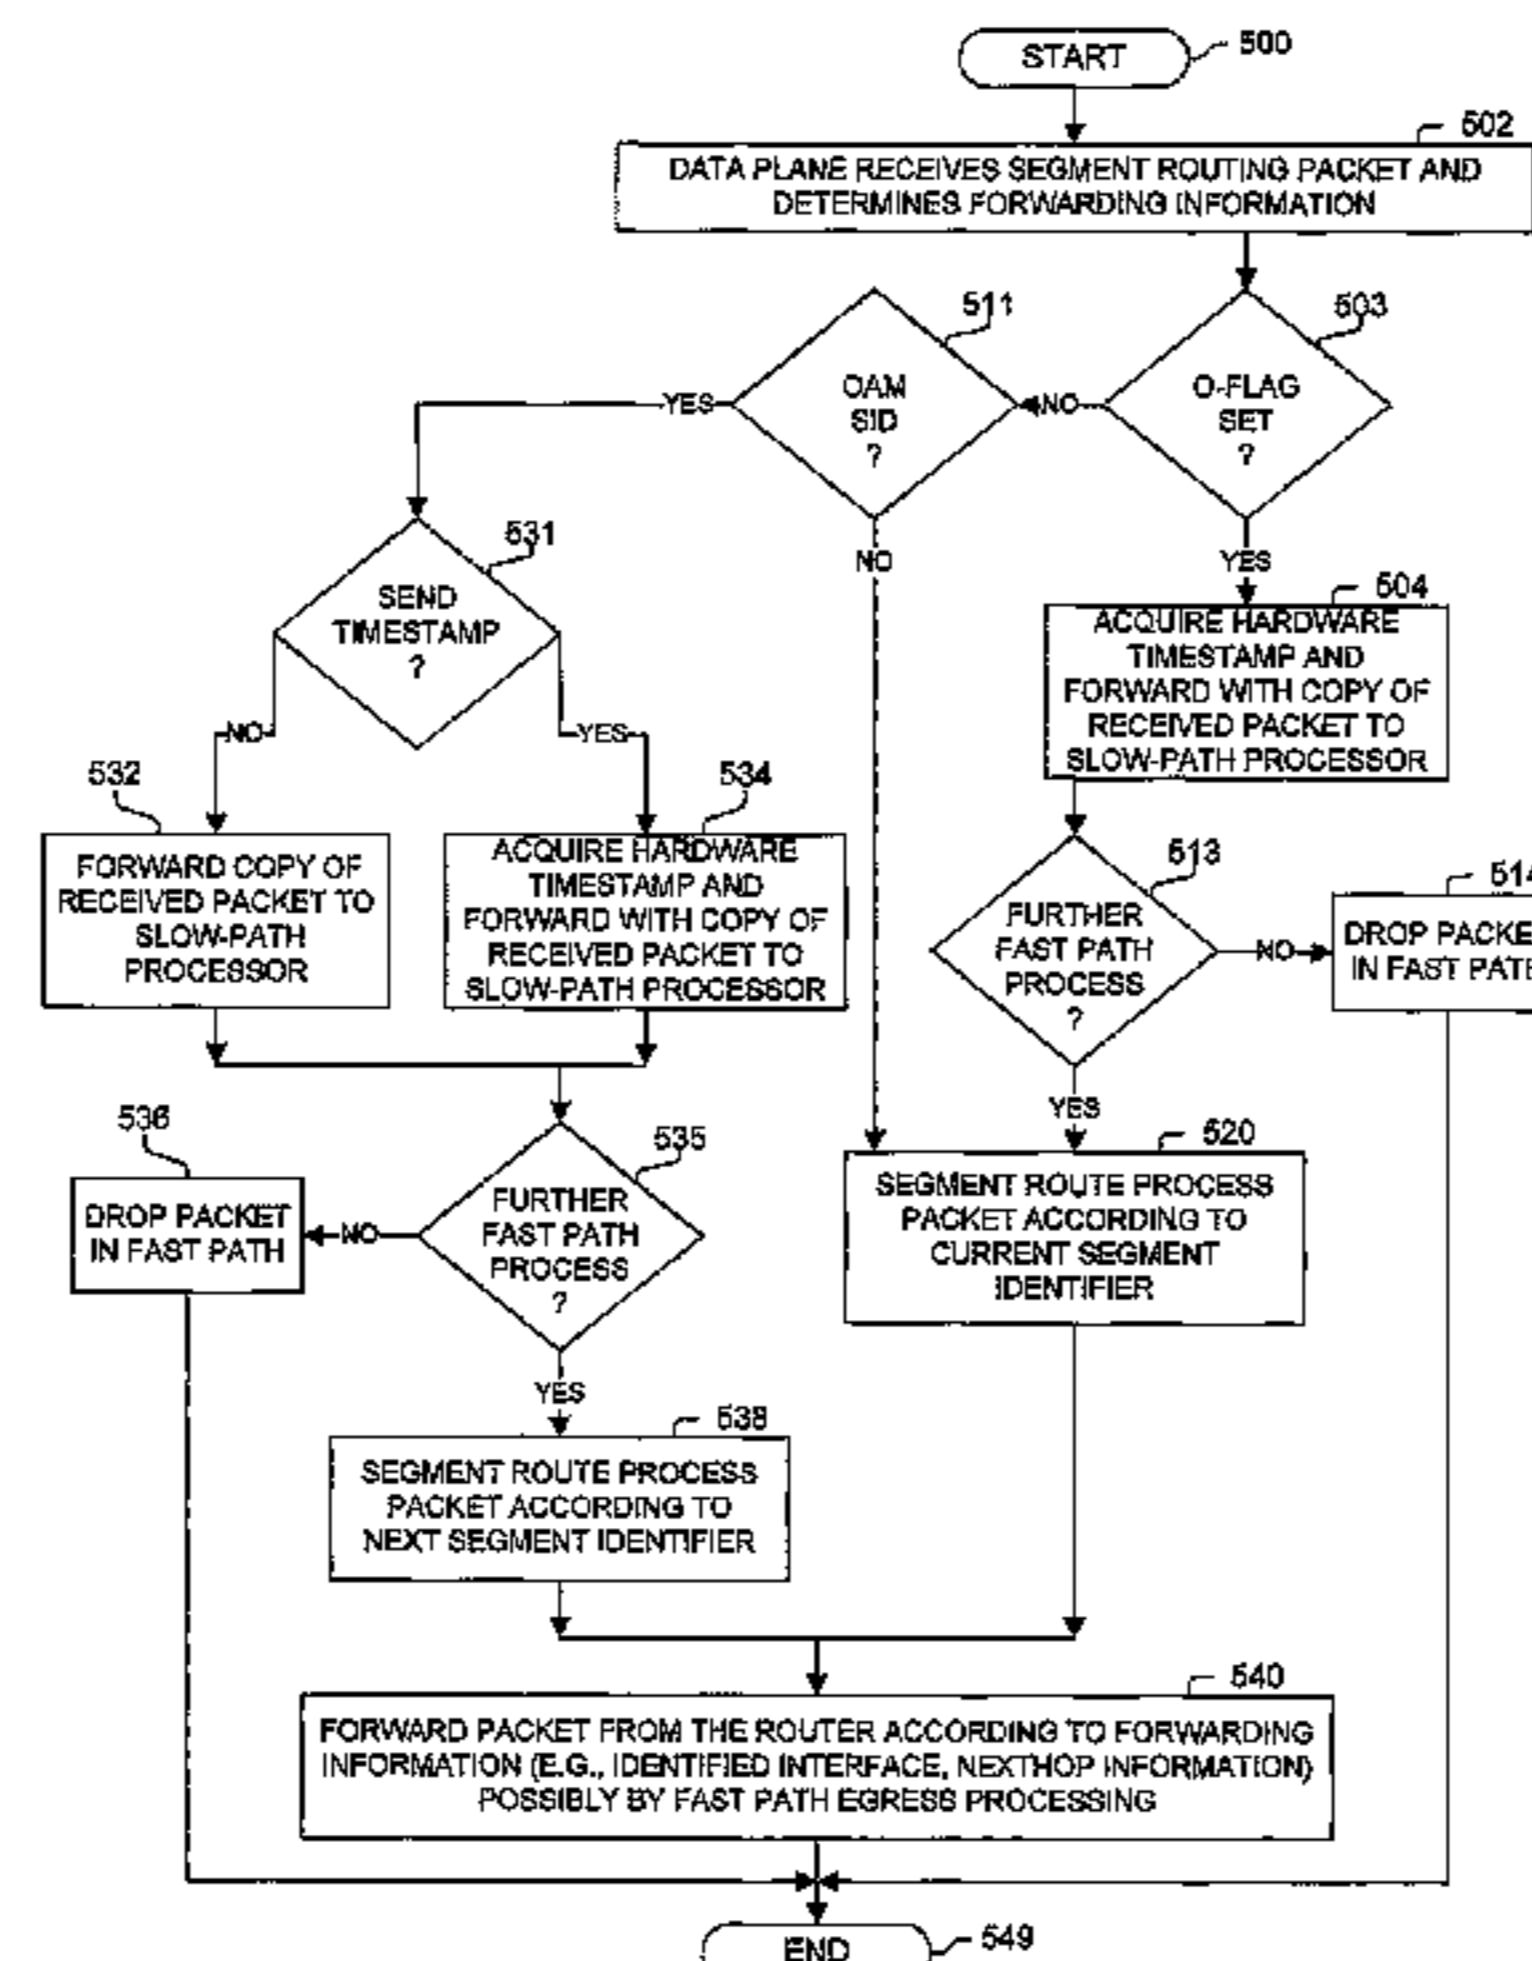 START
500
502
DATA PLANE RECEIVES SEGMENT ROUTING PACKET AND
DETERMINES FORWARDING INFORMATION
511
503
OAM
SID
?
O-FLAG
SET
?
YES
NO
NO
YES
531
SEND
TIMESTAMP
?
504
ACQUIRE HARDWARE
TIMESTAMP AND
FORWARD WITH COPY OF
RECEIVED PACKET TO
SLOW-PATH PROCESSOR
NO
YES
532
FORWARD COPY OF
RECEIVED PACKET TO
SLOW-PATH
PROCESSOR
534
ACQUIRE HARDWARE
TIMESTAMP AND
FORWARD WITH COPY OF
RECEIVED PACKET TO
SLOW-PATH PROCESSOR
513
FURTHER
FAST PATH
PROCESS
?
NO
514
DROP PACKE
IN FAST PATH
YES
536
DROP PACKET
IN FAST PATH
NO
535
FURTHER
FAST PATH
PROCESS
?
520
SEGMENT ROUTE PROCESS
PACKET ACCORDING TO
CURRENT SEGMENT
IDENTIFIER
YES
538
SEGMENT ROUTE PROCESS
PACKET ACCORDING TO
NEXT SEGMENT IDENTIFIER
540
FORWARD PACKET FROM THE ROUTER ACCORDING TO FORWARDING
INFORMATION (E.G., IDENTIFIED INTERFACE, NEXTHOP INFORMATION)
POSSIBLY BY FAST PATH EGRESS PROCESSING
END
549